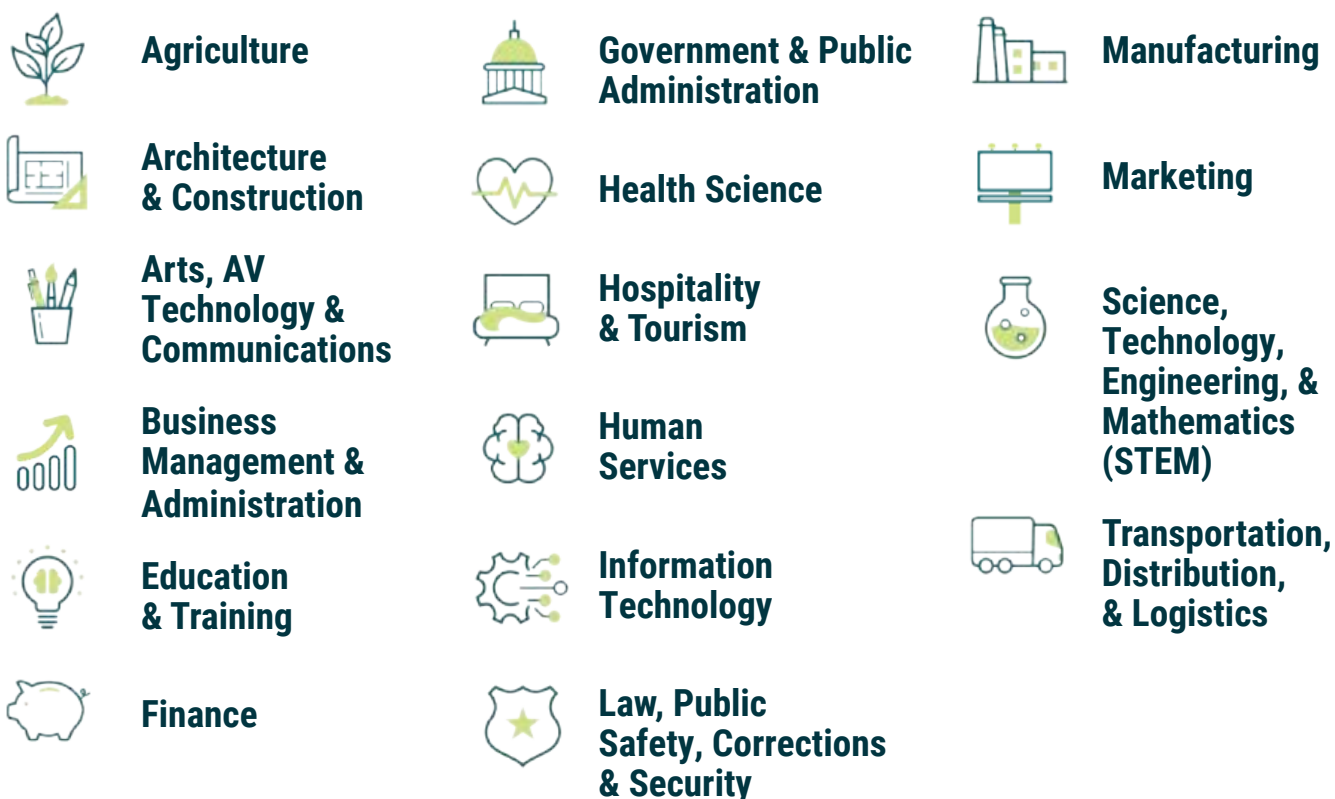 Agriculture
Architecture
& Construction
Arts, AV
Technology &
Communications
Business
Management &
Administration
Education
& Training
Finance
Government & Public
Administration
Health Science
Hospitality
& Tourism
Human
Services
Information
Technology
Law, Public
Safety, Corrections
& Security
Manufacturing
Marketing
Science,
Technology,
Engineering, &
Mathematics
(STEM)
Transportation,
Distribution,
& Logistics